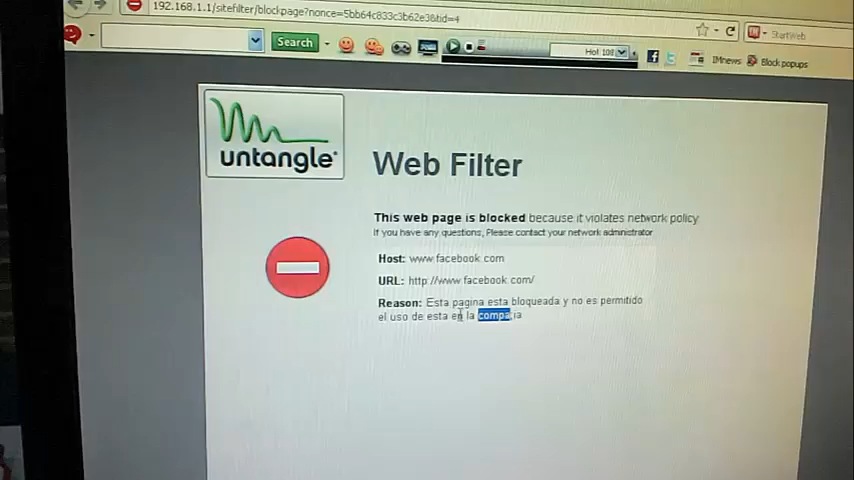 192.168.1.1/sitefilter/blockpage?nonce=5bb64c833c3b62e3&tid=4
Search
Hot 108
IMnews
Block popups
StartWeb
untangle
Web Filter
This web page is blocked because it violates network policy
If you have any questions, Please contact your network administrator
Host: www.facebook.com
URL: http://www.facebook.com/
Reason: Esta pagina esta bloqueada y no es permitido
el uso de esta en la